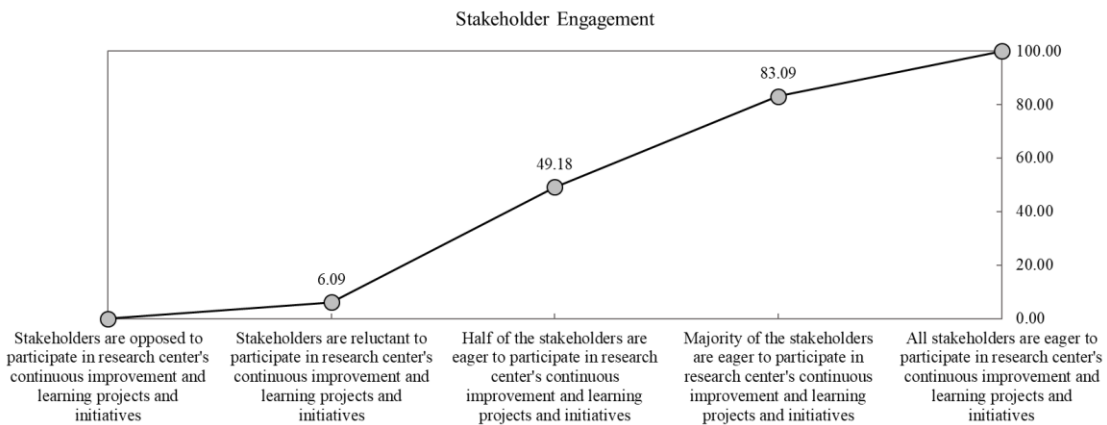 Stakeholder Engagement
100.00
83.09
80.00
60.00
49.18
40.00
20.00
6.09
0.00
Stakeholders are opposed to
participate in research center's
continuous improvement and
learning projects and
initiatives
Stakeholders are reluctant to
participate in research center's
continuous improvement and
learning projects and
initiatives
Half of the stakeholders are
eager to participate in research
center's continuous
improvement and learning
projects and initiatives
Majority of the stakeholders
are eager to participate in
research center's continuous
improvement and learning
projects and initiatives
All stakeholders are eager to
participate in research center's
continuous improvement and
learning projects and
initiatives